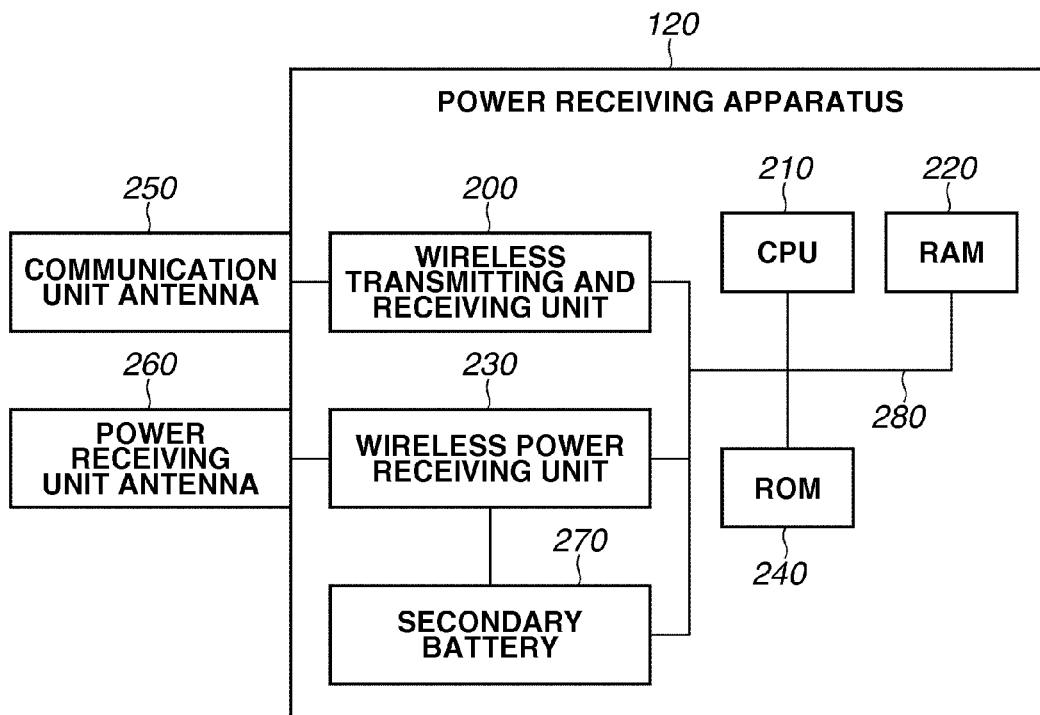 120
POWER RECEIVING APPARATUS
210
220
250
200
CPU
RAM
COMMUNICATION
UNIT ANTENNA
WIRELESS
TRANSMITTING AND
RECEIVING UNIT
260
230
280
POWER
RECEIVING
UNIT ANTENNA
WIRELESS POWER
RECEIVING UNIT
ROM
240
270
SECONDARY
BATTERY